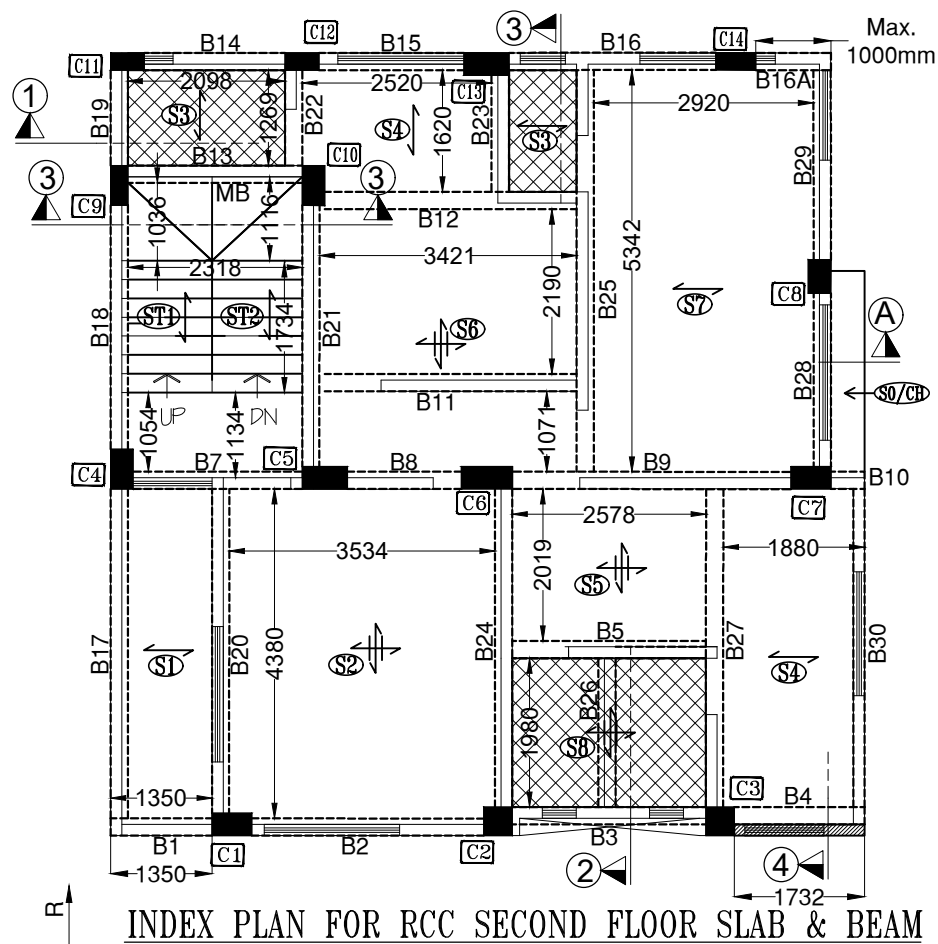 Max.
1000mm
3
C12
C14
B14
B15
B16
C11
B16A
2098
2520
C13
2920
1
B19
S3
1269
B22
S4
1620
B23
S3
B29
B13
C10
3
MB
3
C9
B12
1036
1116
3421
2190
5342
2318
B25
S7
C8
B18
ST1
ST2
1734
B21
S6
A
B28
SO/CH
B11
UP
DN
1054
1134
1071
C4
B7
C5
B8
B9
B10
C6
C7
2578
3534
2019
1880
S5
B17
S1
B20
4380
S2
B24
B5
B27
S4
B30
1980
B26
S8
1350
C3
B4
B1
C1
B2
C2
B3
1350
2
4
1732
R
INDEX PLAN FOR RCC SECOND FLOOR SLAB & BEAM